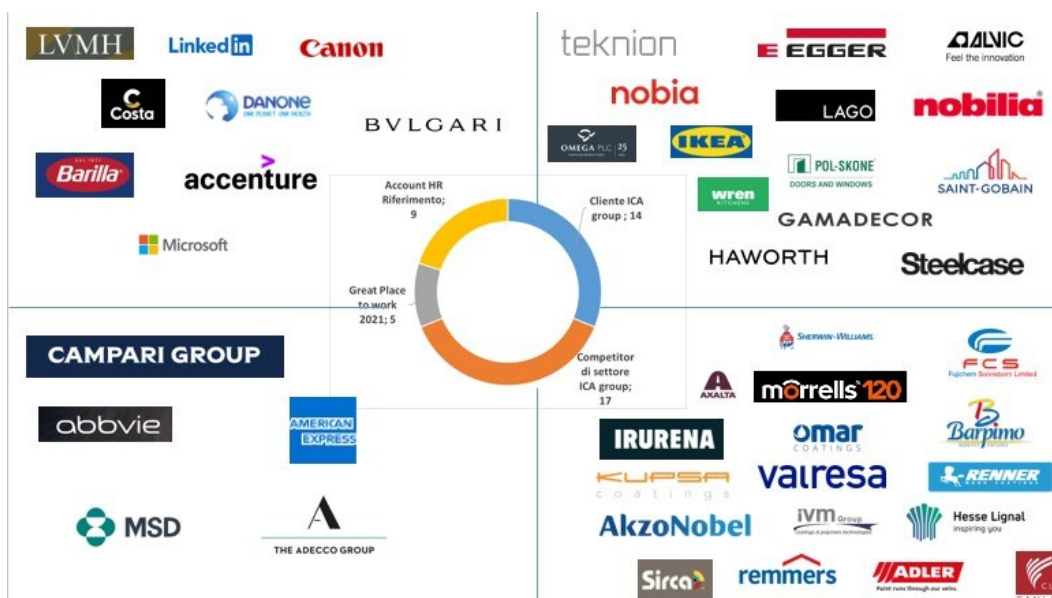 LVMH
LinkedIn
Canon
Costa
DANONE
ONE PLANET. ONE HEALTH
BVLGARI
Barilla
accenture
Microsoft
teknion
E EGGER
ALVIC
Feel the innovation
nobia
LAGO
nobilia
OMEGA PLC 25
IKEA
POL-SKONE
DOORS AND WINDOWS
SAINT-GOBAIN
wren
KITCHENS
GAMADECOR
HAWORTH
Steelcase
Account HR
Riferimento;
9
Cliente ICA
group ; 14
Great Place
to work
2021; 5
Competitor
di settore
ICA group;
17
CAMPARI GROUP
abbvie
AMERICAN
EXPRESS
MSD
A
THE ADECCO GROUP
SHERWIN-WILLIAMS.
FCS
Fujichem Sonneborn Limited
AXALTA
morrells 120
IRURENA
omar
COATINGS
Barpimo
KUPSA
coatings
valresa
RENNER
AkzoNobel
ivm Group
coatings & polymers technologies
Hesse Lignal
inspiring you
Sirca
remmers
ADLER
Paint runs through our veins.